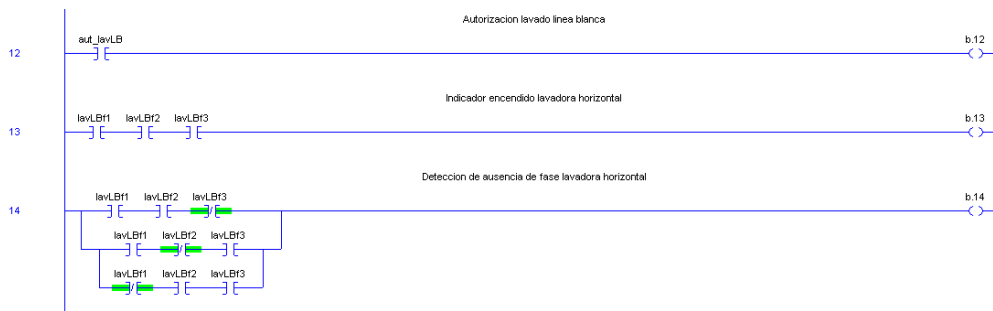 Autorizacion lavado linea blanca
aut_lavLB b.12
12
Indicador encendido lavadora horizontal
lavLBf1 lavLBf2 lavLBf3 b.13
13
Deteccion de ausencia de fase lavadora horizontal
lavLBf1 lavLBf2 lavLBf3 b.14
14
lavLBf1 lavLBf2 lavLBf3
lavLBf1 lavLBf2 lavLBf3